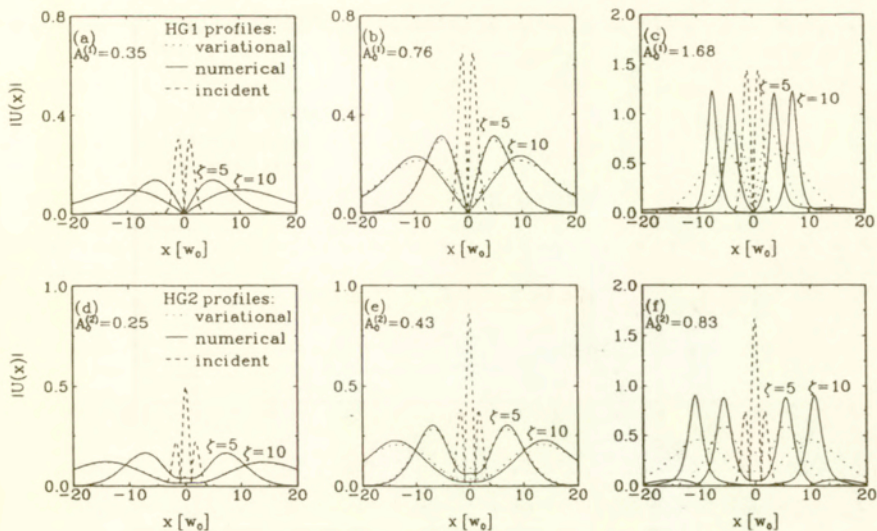 (a)
A₀⁽¹⁾=0.35
HG1 profiles:
variational
numerical
incident
ζ=5
ζ=10
0.8
0.4
0.0
-20 -10 0 10 20
x [w₀]
|U(x)|
(b)
A₀⁽¹⁾=0.76
ζ=5
ζ=10
0.8
0.4
0.0
-20 -10 0 10 20
x [w₀]
(c)
A₀⁽¹⁾=1.68
ζ=5
ζ=10
2.0
1.5
1.0
0.5
0.0
-20 -10 0 10 20
x [w₀]
(d)
A₀⁽²⁾=0.25
HG2 profiles:
variational
numerical
incident
ζ=5
ζ=10
1.0
0.5
0.0
-20 -10 0 10 20
x [w₀]
|U(x)|
(e)
A₀⁽²⁾=0.43
ζ=5
ζ=10
1.0
0.5
0.0
-20 -10 0 10 20
x [w₀]
(f)
A₀⁽²⁾=0.83
ζ=5
ζ=10
2.0
1.5
1.0
0.5
0.0
-20 -10 0 10 20
x [w₀]